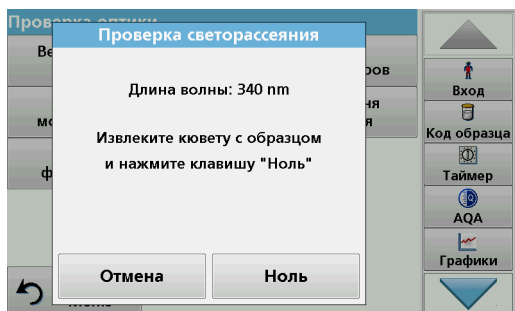 Проверка светорассеяния
Длина волны: 340 nm
Извлеките кювету с образцом
и нажмите клавишу "Ноль"
Отмена
Ноль
Вход
Код образца
Таймер
AQA
Графики